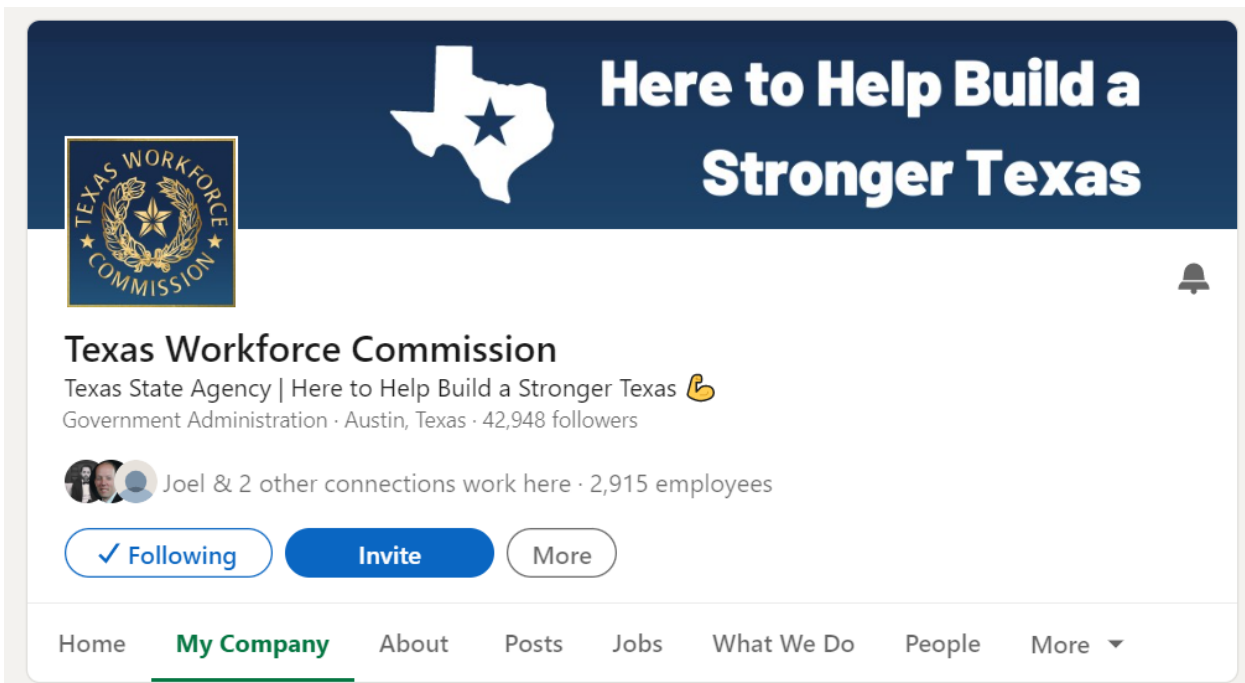 Here to Help Build a
Stronger Texas
TEXAS WORKFORCE COMMISSION
Texas Workforce Commission
Texas State Agency | Here to Help Build a Stronger Texas 💪
Government Administration · Austin, Texas · 42,948 followers
Joel & 2 other connections work here · 2,915 employees
✓ Following Invite More
Home My Company About Posts Jobs What We Do People More